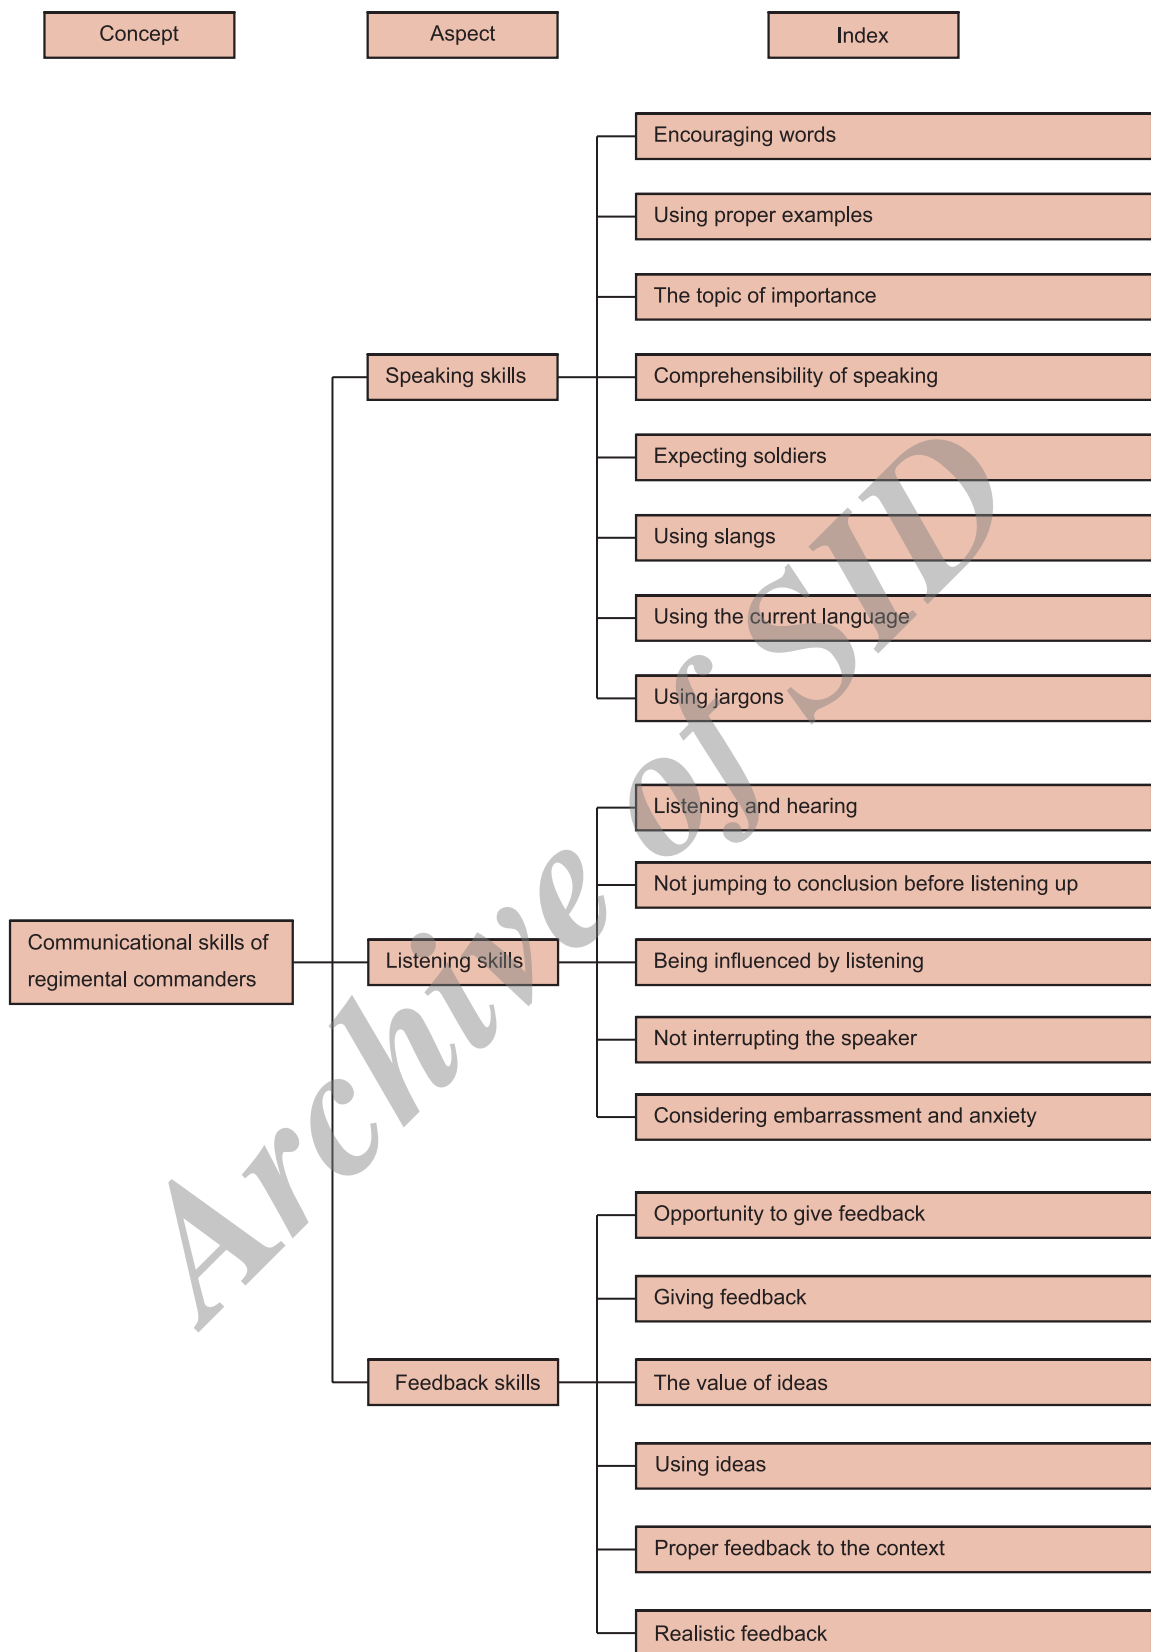 Concept
Aspect
Index
Encouraging words
Using proper examples
The topic of importance
Speaking skills
Comprehensibility of speaking
Expecting soldiers
Using slangs
Using the current language
Using jargons
Listening and hearing
Not jumping to conclusion before listening up
Communicational skills of
regimental commanders
Listening skills
Being influenced by listening
Not interrupting the speaker
Considering embarrassment and anxiety
Opportunity to give feedback
Giving feedback
Feedback skills
The value of ideas
Using ideas
Proper feedback to the context
Realistic feedback
Archive of SID